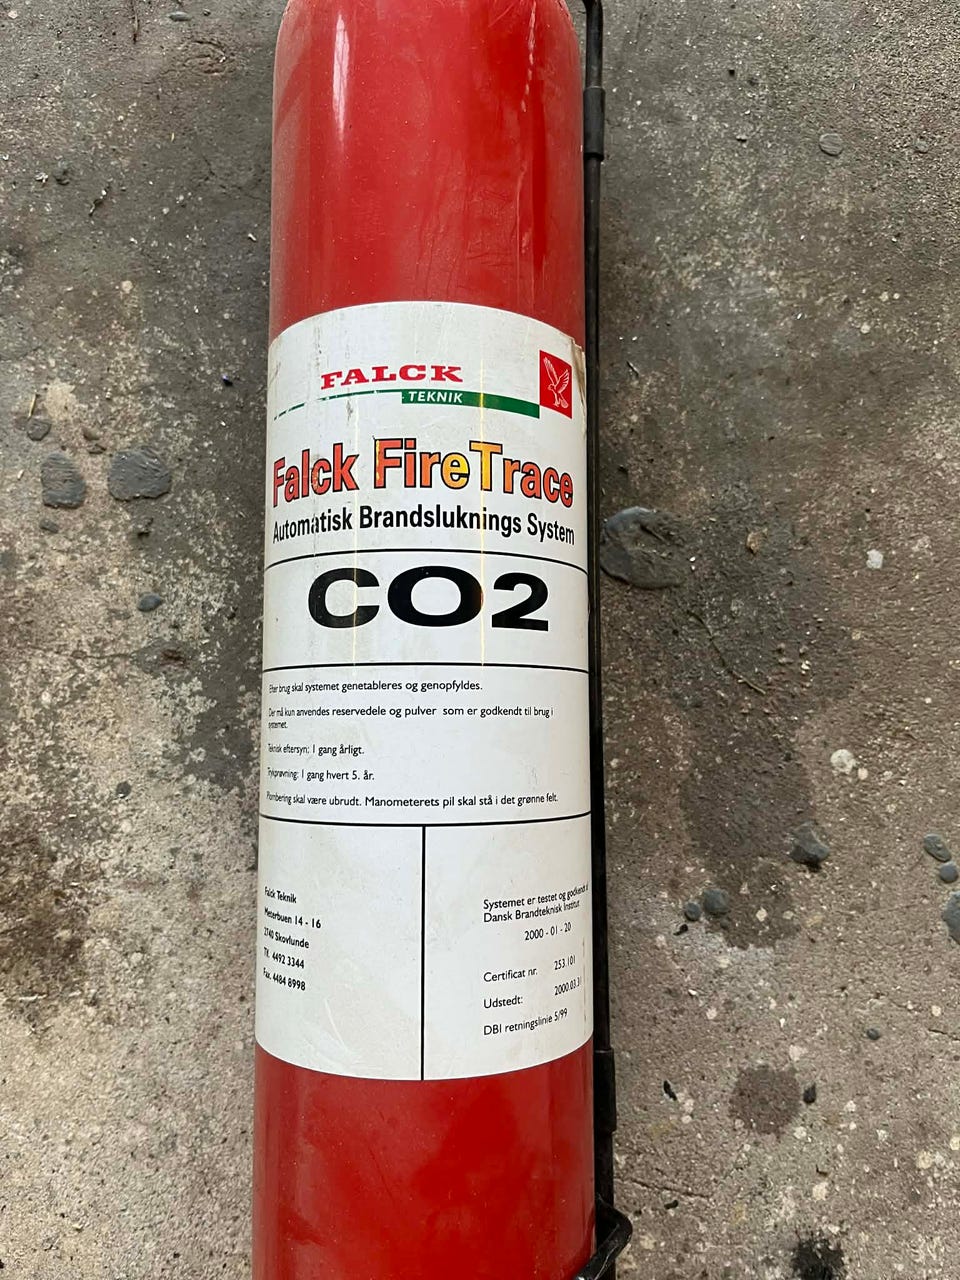 FALCK
TEKNIK
Falck FireTrace
Automatisk Brandsluknings System
CO2
Efter brug skal systemet genetableres og genopfyldes.
Der må kun anvendes reservedele og pulver som er godkendt til brug i
systemet.
Teknisk eftersyn: 1 gang årligt.
Trykprøvning: 1 gang hvert 5. år.
Plombering skal være ubrudt. Manometerets pil skal stå i det grønne felt.
Falck Teknik
Meterbuen 14 - 16
2740 Skovlunde
Tlf. 4492 3344
Fax. 4484 8998
Systemet er testet og godkendt
Dansk Brandteknisk Institut
2000 - 01 - 20
Certificat nr. 253.101
Udstedt: 2000.03.31
DBI retningslinie 5/99